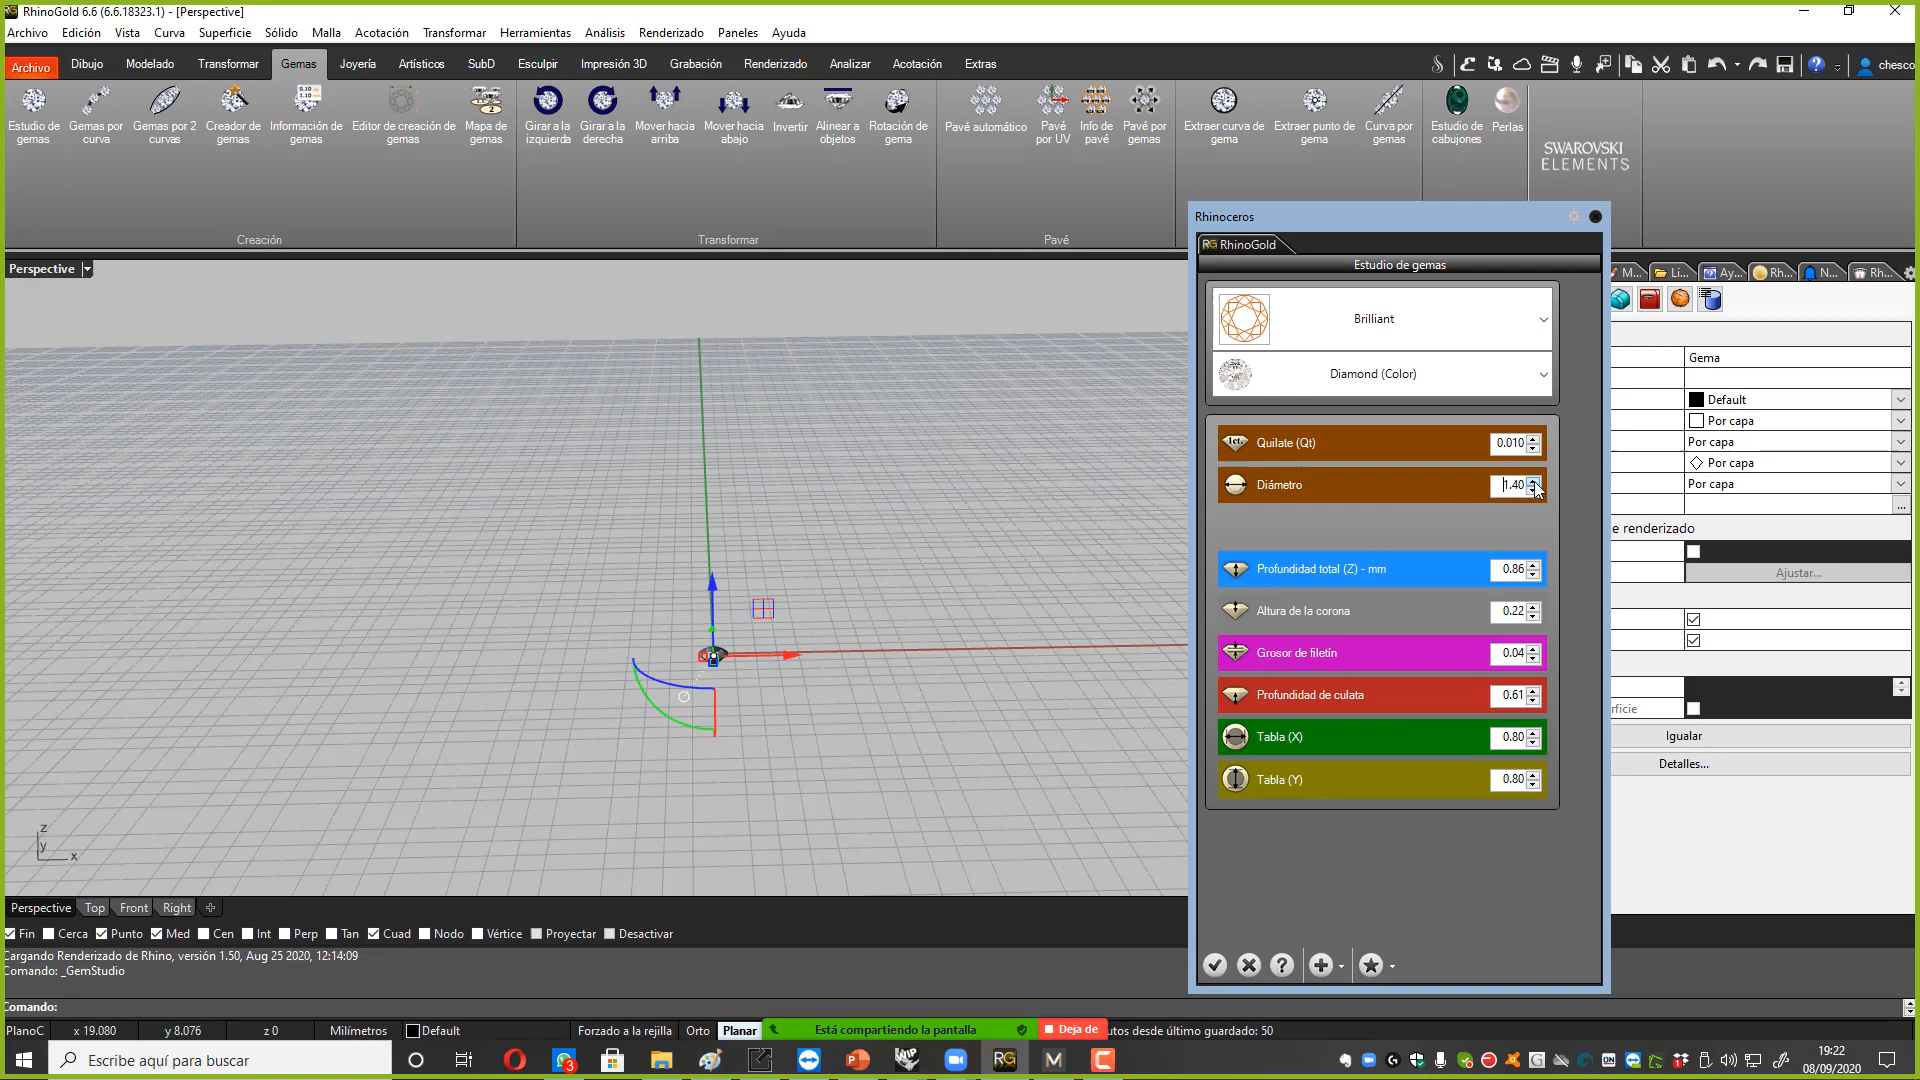 RhinoGold 6.6 (6.6.18323.1) - [Perspective]
Archivo Edición Vista Curva Superficie Sólido Malla Acotación Transformar Herramientas Análisis Renderizado Paneles Ayuda
Archivo Dibujo Modelado Transformar Gemas Joyería Artísticos SubD Esculpir Impresión 3D Grabación Renderizado Analizar Acotación Extras chesco
Estudio de gemas
Gemas por curva
Gemas por 2 curvas
Creador de gemas
Información de gemas
Editor de creación de gemas
Mapa de gemas
Girar a la izquierda
Girar a la derecha
Mover hacia arriba
Mover hacia abajo
Invertir
Alinear a objetos
Rotación de gema
Pavé automático
Pavé por UV
Info de pavé
Pavé por gemas
Extraer curva de gema
Extraer punto de gema
Curva por gemas
Estudio de cabujones
Perlas
SWAROVSKI
ELEMENTS
Creación Transformar Pavé
Rhinoceros
RG RhinoGold
Estudio de gemas
Perspective
M... Li... Ay... Rh... N... Rh...
Brilliant
Diamond (Color)
Quilate (Qt) 0.010
Diámetro 1.40
Profundidad total (Z) - mm 0.86
Altura de la corona 0.22
Grosor de filetín 0.04
Profundidad de culata 0.61
Tabla (X) 0.80
Tabla (Y) 0.80
Gema
Default
Por capa
Por capa
Por capa
Por capa
...
e renderizado
Ajustar...
rficie
Igualar
Detalles...
z
y
x
Perspective Top Front Right
Fin Cerca Punto Med Cen Int Perp Tan Cuad Nodo Vértice Proyectar Desactivar
Cargando Renderizado de Rhino, versión 1.50, Aug 25 2020, 12:14:09
Comando: _GemStudio
Comando:
PlanoC x 19.080 y 8.076 z 0 Milímetros Default Forzado a la rejilla Orto Planar Está compartiendo la pantalla Deja de utos desde último guardado: 50
Escribe aquí para buscar
19:22
08/09/2020